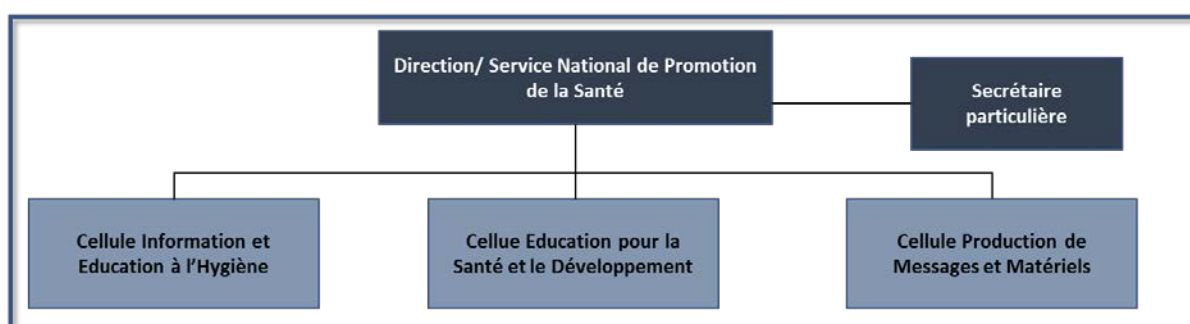 Direction/ Service National de Promotion
de la Santé
Secrétaire
particulière
Cellule Information et
Education à l'Hygiène
Cellue Education pour la
Santé et le Développement
Cellule Production de
Messages et Matériels